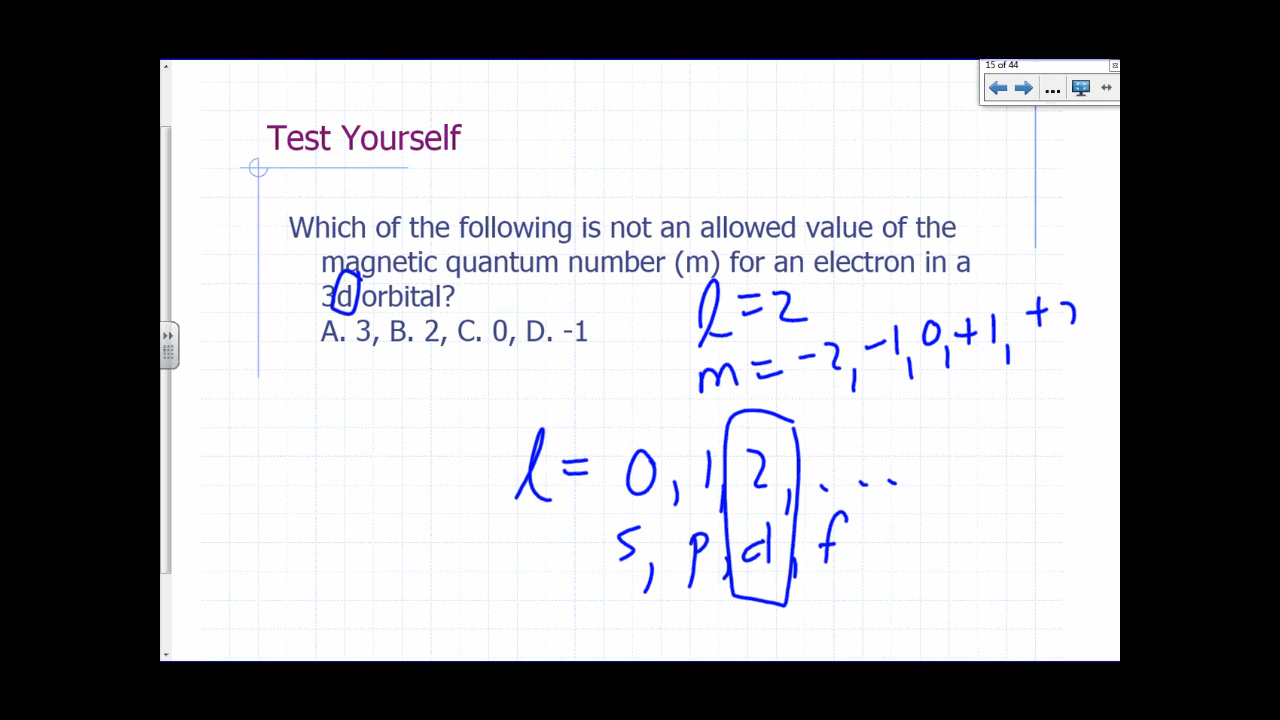 15 of 44
Test Yourself
Which of the following is not an allowed value of the
magnetic quantum number (m) for an electron in a
3d orbital?
A. 3, B. 2, C. 0, D. -1
l = 2
m = -2, -1, 0, +1, +2
l = 0, 1, 2, ...
s, p, d, f